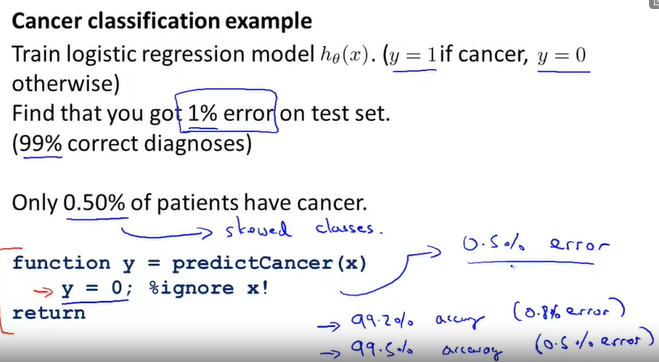 Cancer classification example
Train logistic regression model hθ(x). (y = 1 if cancer, y = 0
otherwise)
Find that you got 1% error on test set.
(99% correct diagnoses)
Only 0.50% of patients have cancer.
skewed classes.
0.5% error
function y = predictCancer(x)
y = 0; %ignore x!
return
99.2% accuracy (0.8% error)
99.5% accuracy (0.5% error)